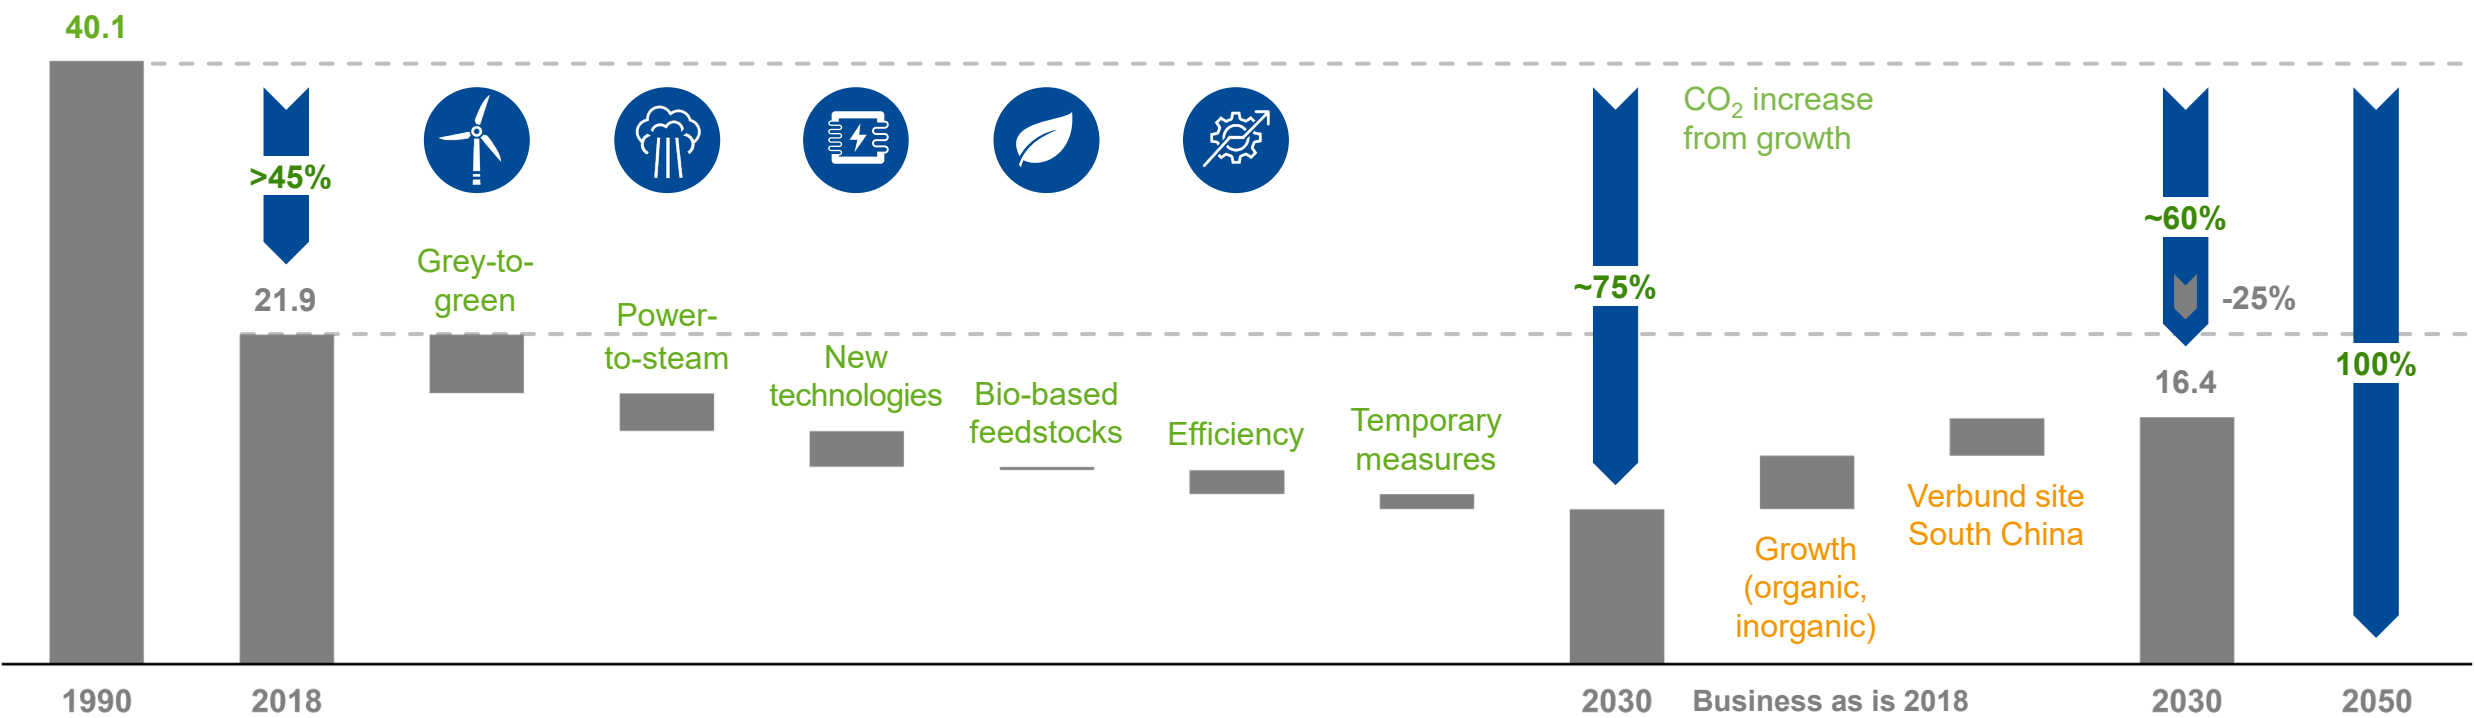 40.1
>45%
21.9
Grey-to-
green
Power-
to-steam
New
technologies
Bio-based
feedstocks
Efficiency
Temporary
measures
~75%
CO₂ increase
from growth
Growth
(organic,
inorganic)
Verbund site
South China
~60%
-25%
16.4
100%
1990
2018
2030
Business as is 2018
2030
2050